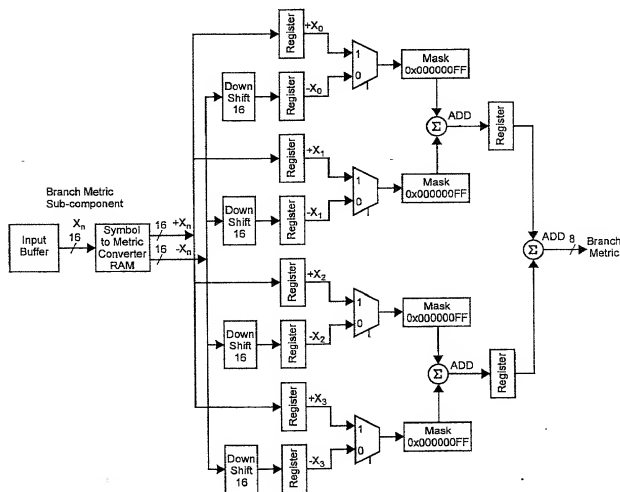 Branch Metric
Sub-component
Input
Buffer
Xn
16
Symbol
to Metric
Converter
RAM
16
+Xn
16
-Xn
Register
+X0
Down
Shift
16
Register
-X0
1
0
Mask
0x000000FF
Register
+X1
Down
Shift
16
Register
-X1
1
0
Mask
0x000000FF
Σ
ADD
Register
Register
+X2
Down
Shift
16
Register
-X2
1
0
Mask
0x000000FF
Register
+X3
Down
Shift
16
Register
-X3
1
0
Mask
0x000000FF
Σ
ADD
Register
Σ
ADD
8
Branch
Metric